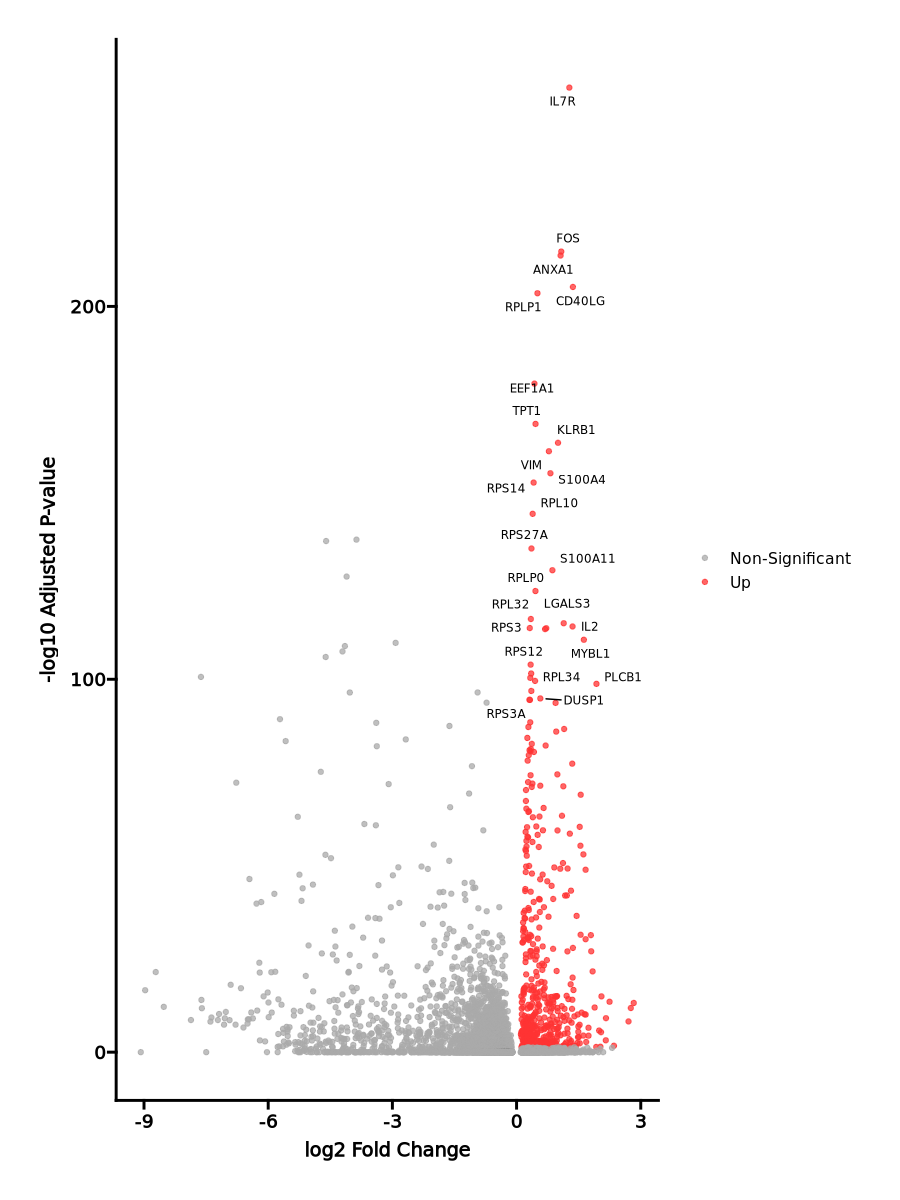 IL7R
FOS
ANXA1
CD40LG
RPLP1
200
EEF1A1
TPT1
KLRB1
VIM
S100A4
RPS14
RPL10
RPS27A
S100A11
Non-Significant
RPLP0
Up
RPL32 LGALS3
RPS3 IL2
RPS12 MYBL1
RPL34 PLCB1
100
DUSP1
RPS3A
-log10 Adjusted P-value
0
-9 -6 -3 0 3
log2 Fold Change